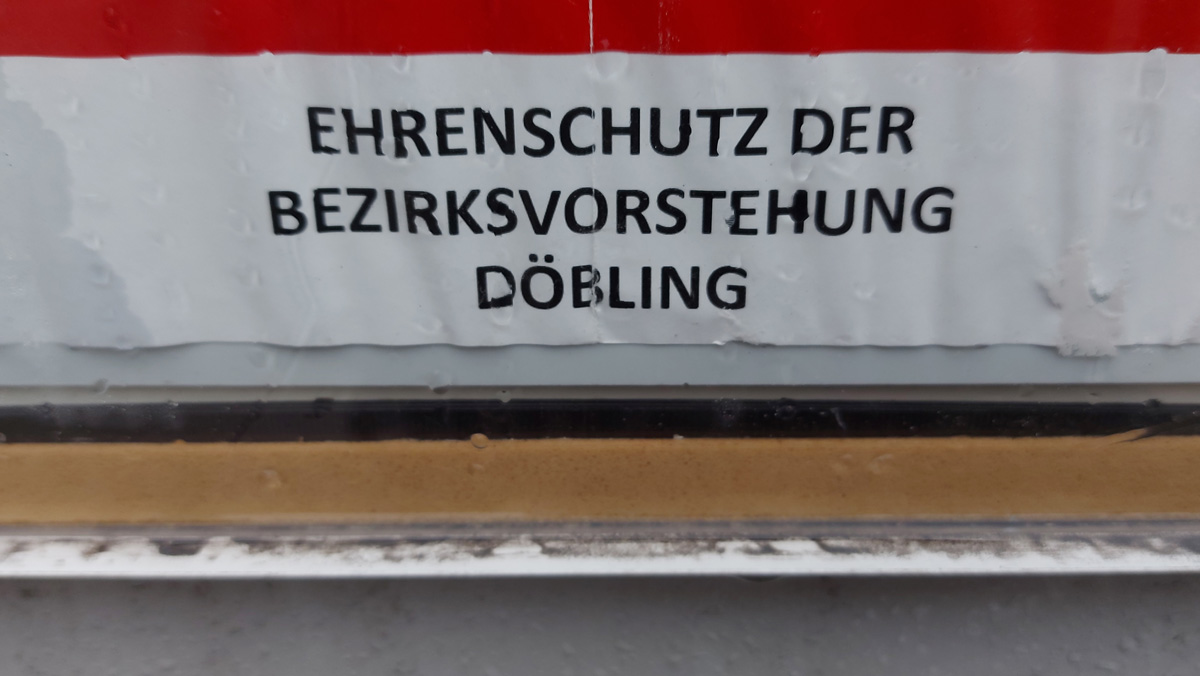 EHRENSCHUTZ DER
BEZIRKSVORSTEHUNG
DÖBLING